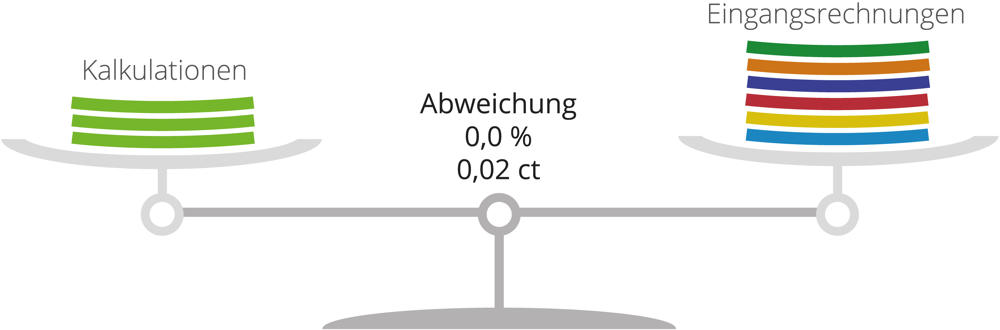 Eingangsrechnungen
Kalkulationen
Abweichung
0,0 %
0,02 ct